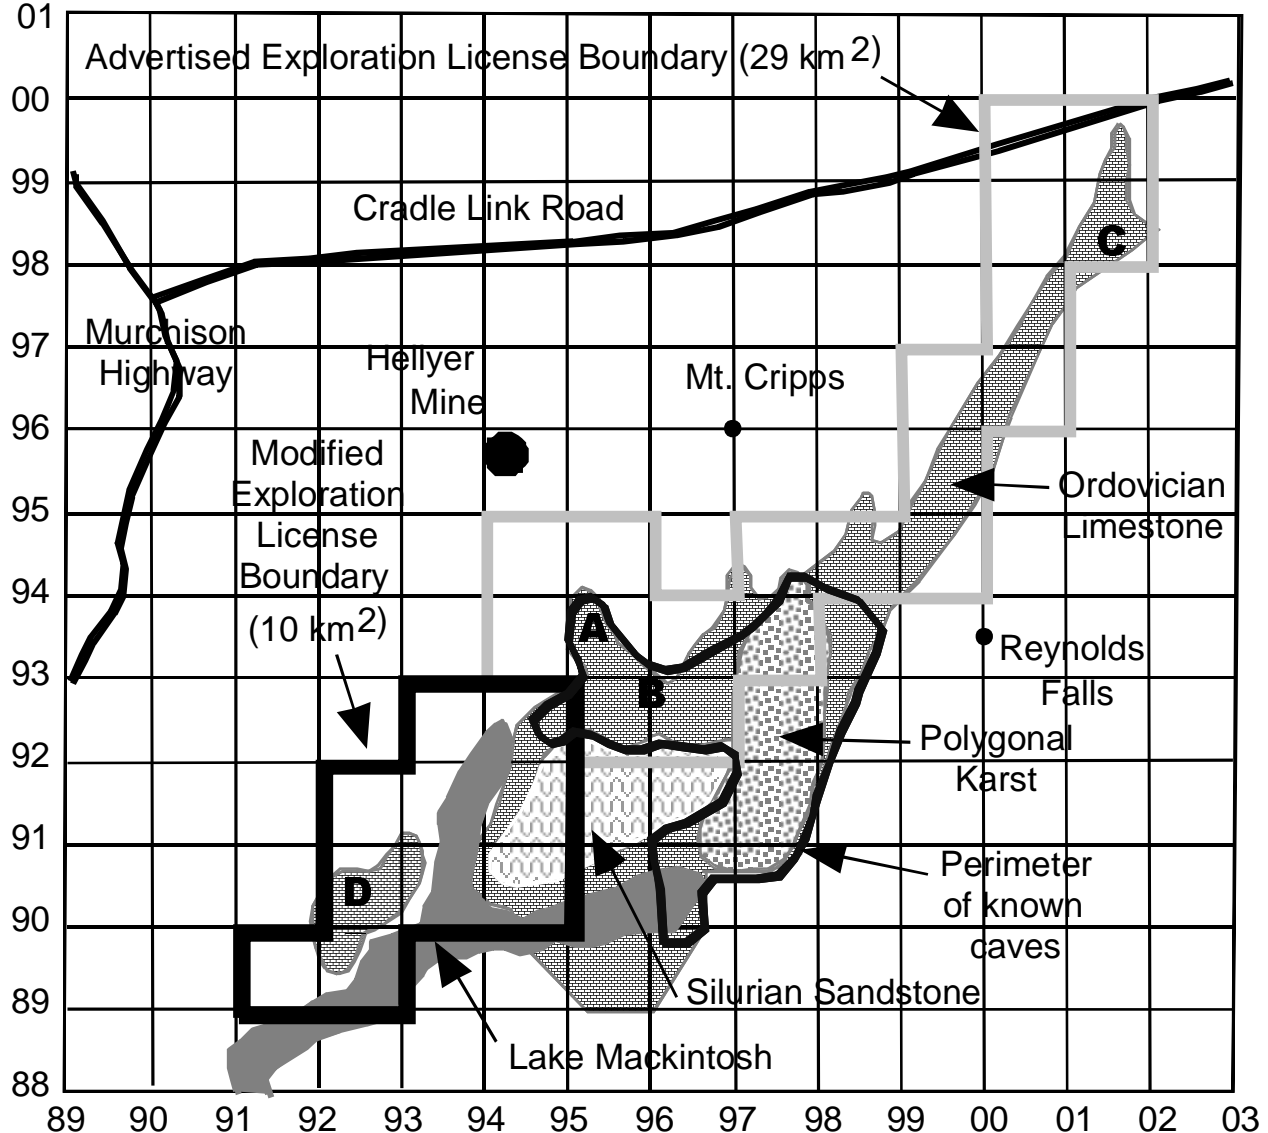 01
Advertised Exploration License Boundary (29 km2)
00
99
Cradle Link Road
C
98
Murchison
Highway
97
Hellyer
Mine
Mt. Cripps
96
Modified
Exploration
License
Boundary
(10 km2)
Ordovician
Limestone
95
94
A
Reynolds
Falls
93
B
Polygonal
Karst
92
91
D
Perimeter
of known
caves
90
Silurian Sandstone
89
Lake Mackintosh
88
89 90 91 92 93 94 95 96 97 98 99 00 01 02 03